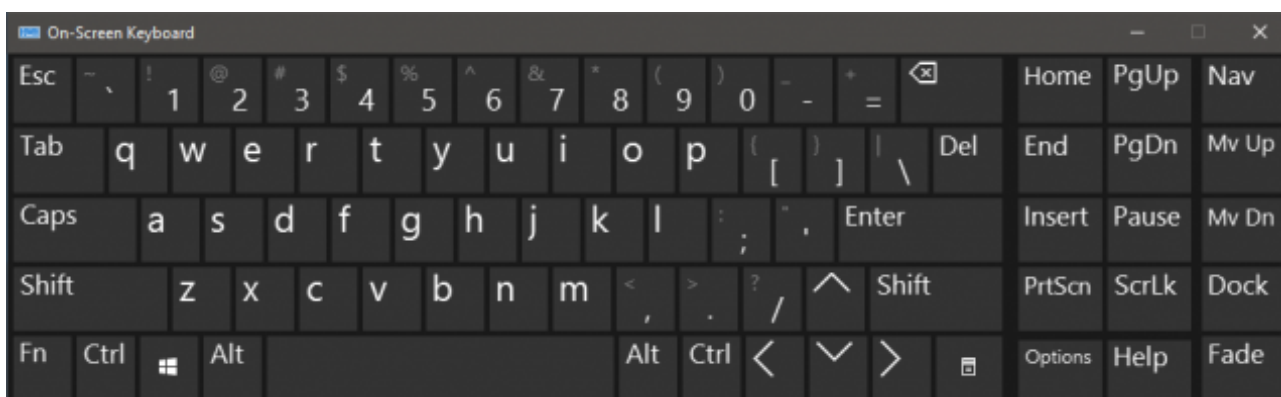 On-Screen Keyboard
Esc ~ ` ! 1 @ 2 # 3 $ 4 % 5 ^ 6 & 7 * 8 ( 9 ) 0 _ - + = Home PgUp Nav
Tab q w e r t y u i o p { [ } ] | \ Del End PgDn Mv Up
Caps a s d f g h j k l : ; " ' Enter Insert Pause Mv Dn
Shift z x c v b n m < , > . ? / Shift PrtScn ScrLk Dock
Fn Ctrl Alt Alt Ctrl Options Help Fade